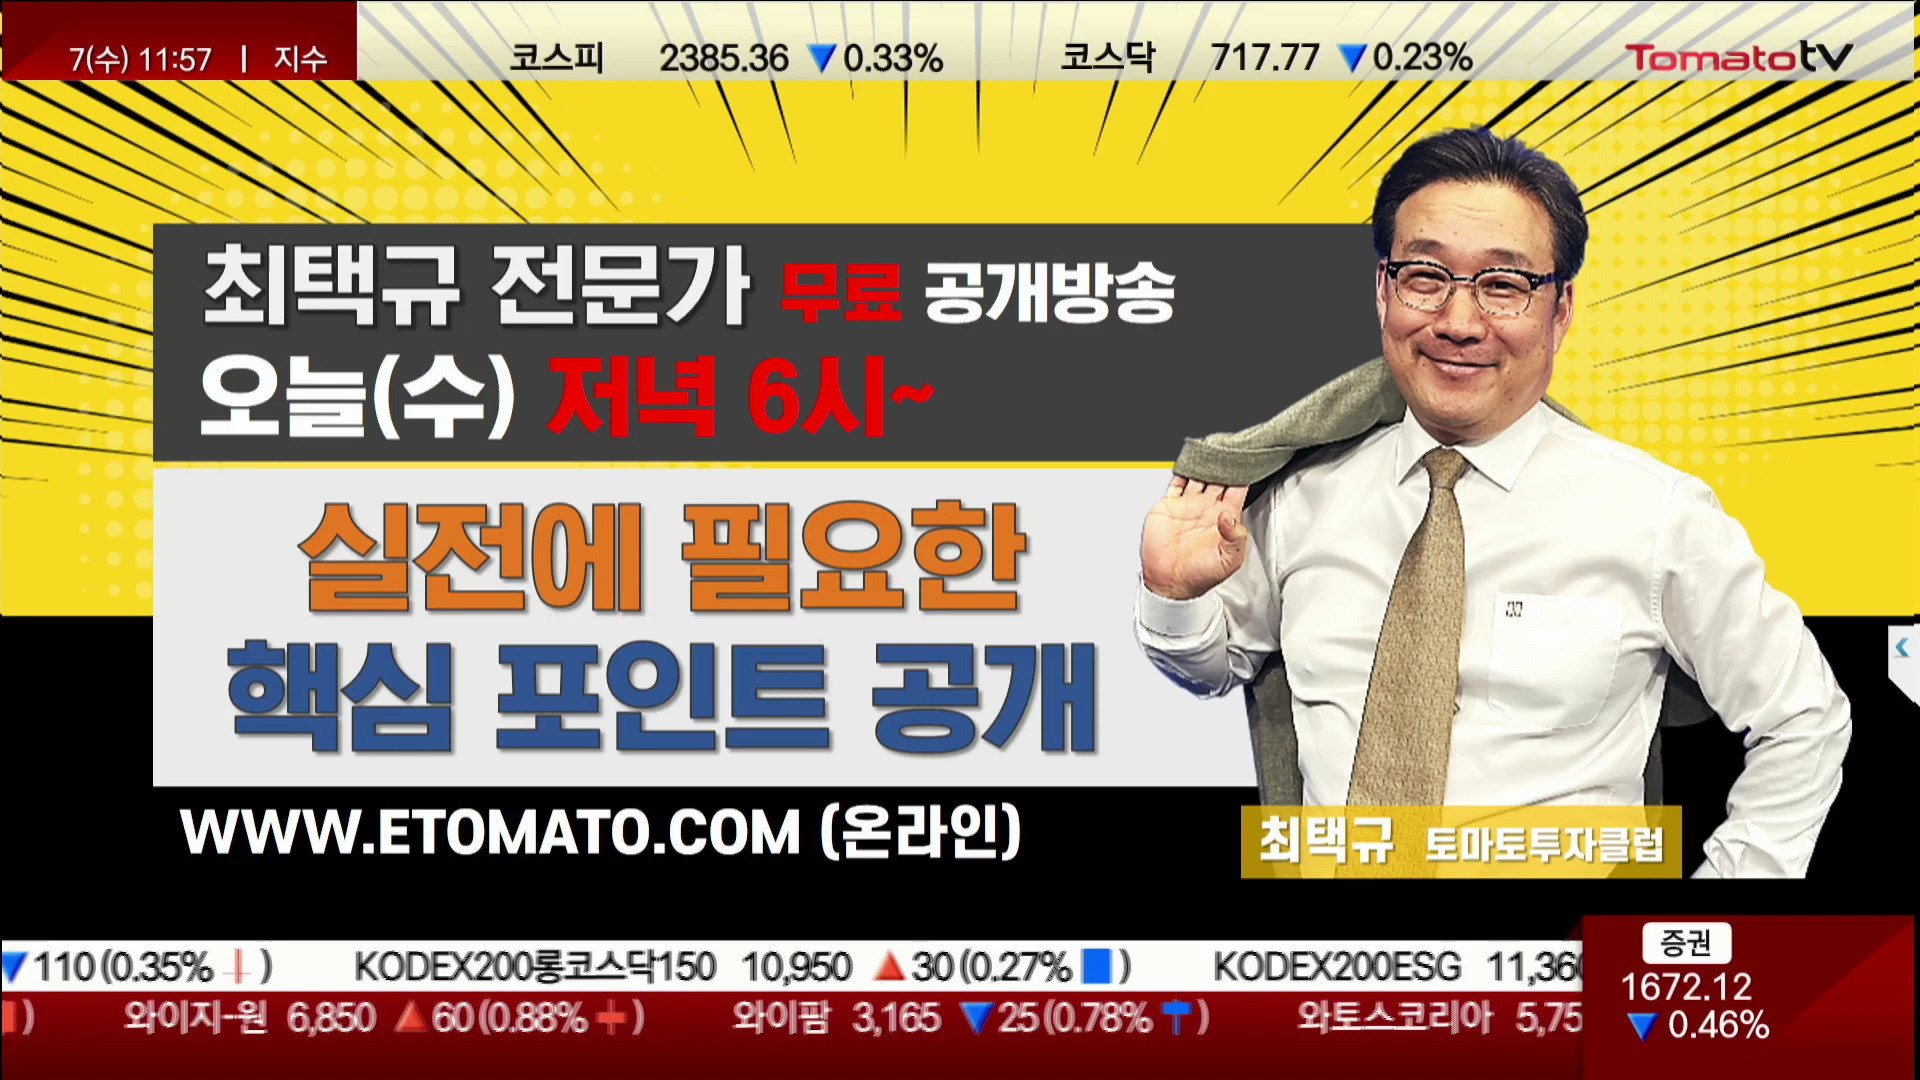 7(수) 11:57 | 지수 코스피 2385.36 ▼0.33% 코스닥 717.77 ▼0.23% Tomatotv
최택규 전문가 무료 공개방송
오늘(수) 저녁 6시~
실전에 필요한
핵심 포인트 공개
WWW.ETOMATO.COM (온라인)
최택규 토마토투자클럽
▼110(0.35% ) KODEX200롱코스닥150 10,950 ▲30(0.27% ) KODEX200ESG 11,360
) 와이지-원 6,850 ▲60(0.88% ) 와이팜 3,165 ▼25(0.78% ) 와토스코리아 5,75
증권
1672.12
▼ 0.46%